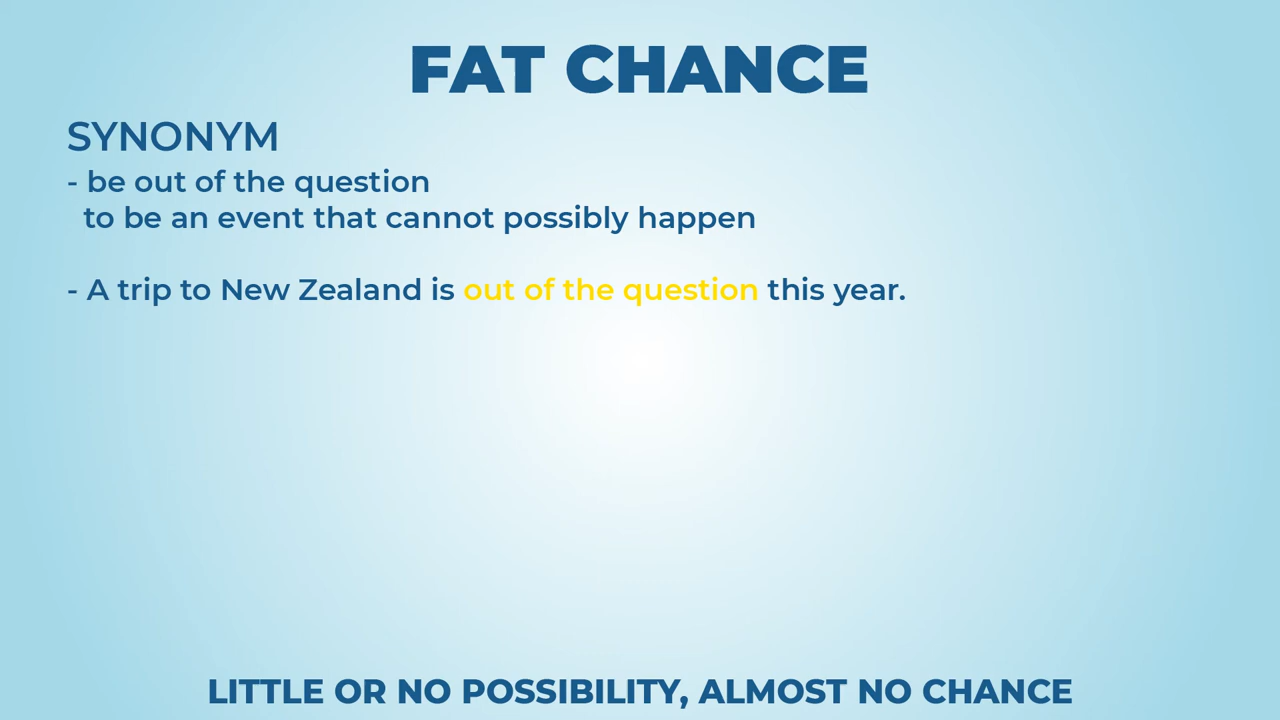 FAT CHANCE
SYNONYM
- be out of the question
to be an event that cannot possibly happen
- A trip to New Zealand is out of the question this year.
LITTLE OR NO POSSIBILITY, ALMOST NO CHANCE